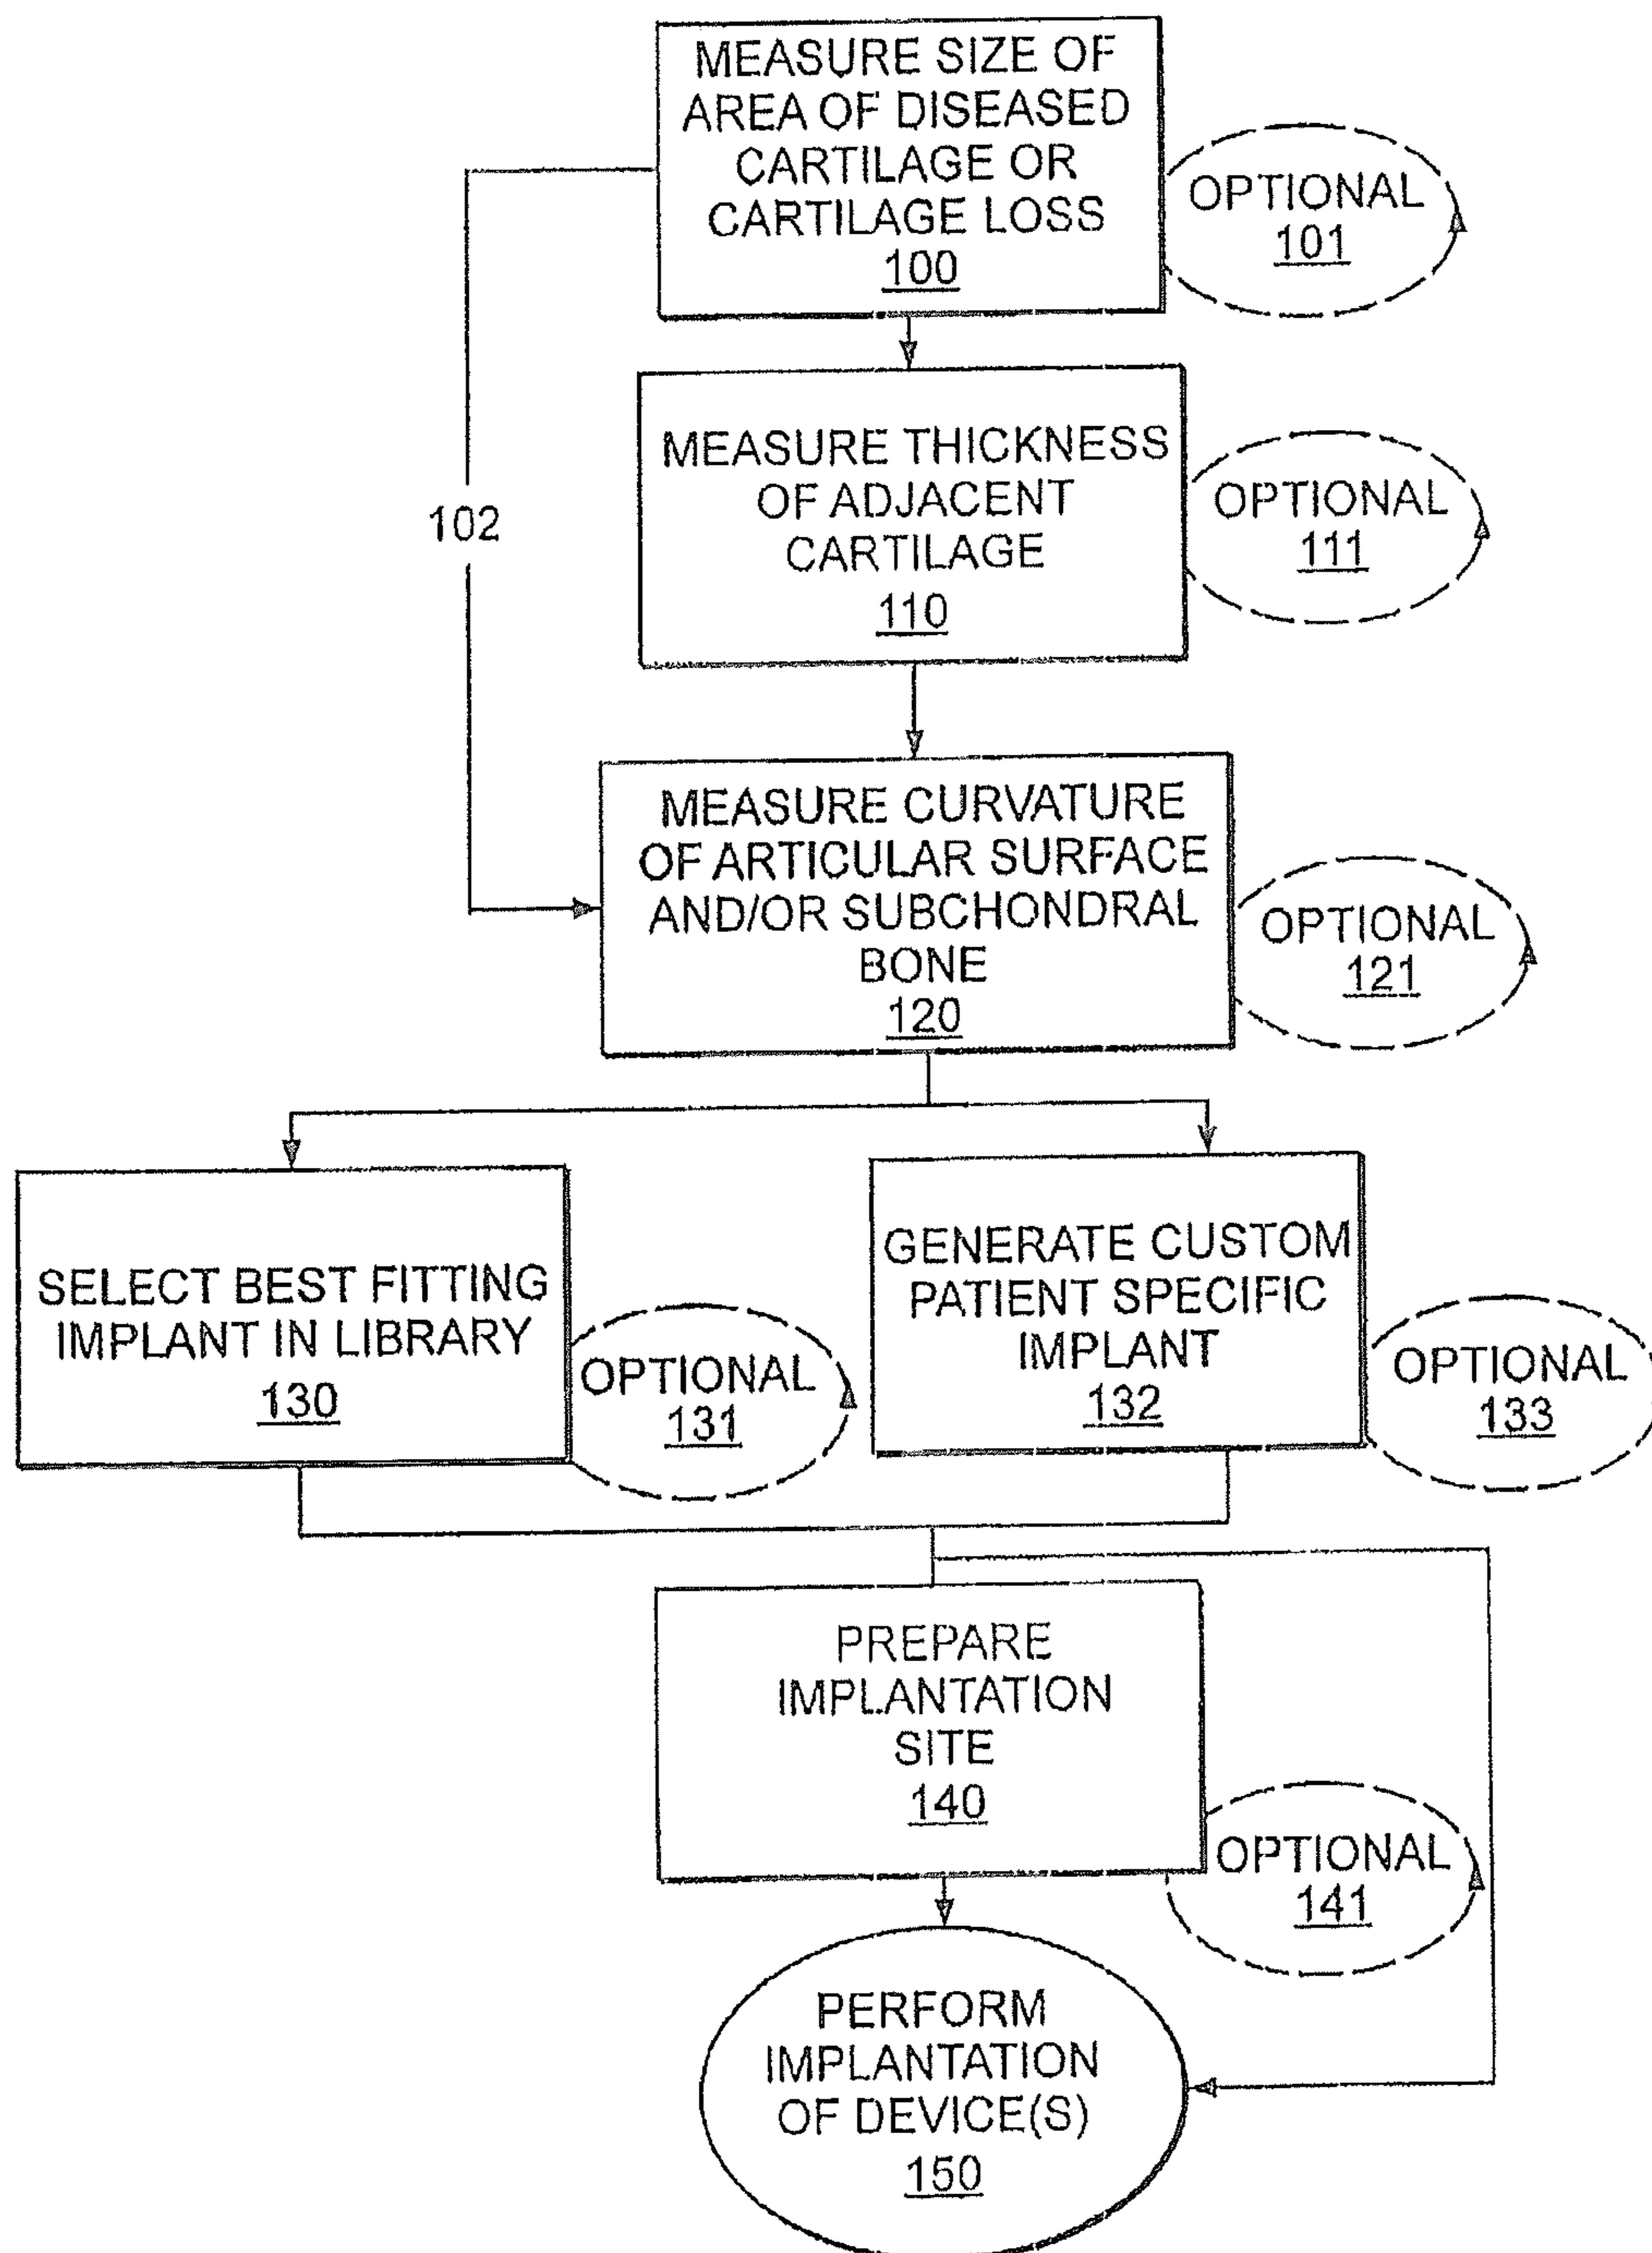 MEASURE SIZE OF
AREA OF DISEASED
CARTILAGE OR
CARTILAGE LOSS
100
OPTIONAL
101
102
MEASURE THICKNESS
OF ADJACENT
CARTILAGE
110
OPTIONAL
111
MEASURE CURVATURE
OF ARTICULAR SURFACE
AND/OR SUBCHONDRAL
BONE
120
OPTIONAL
121
SELECT BEST FITTING
IMPLANT IN LIBRARY
130
OPTIONAL
131
GENERATE CUSTOM
PATIENT SPECIFIC
IMPLANT
132
OPTIONAL
133
PREPARE
IMPLANTATION
SITE
140
OPTIONAL
141
PERFORM
IMPLANTATION
OF DEVICE(S)
150